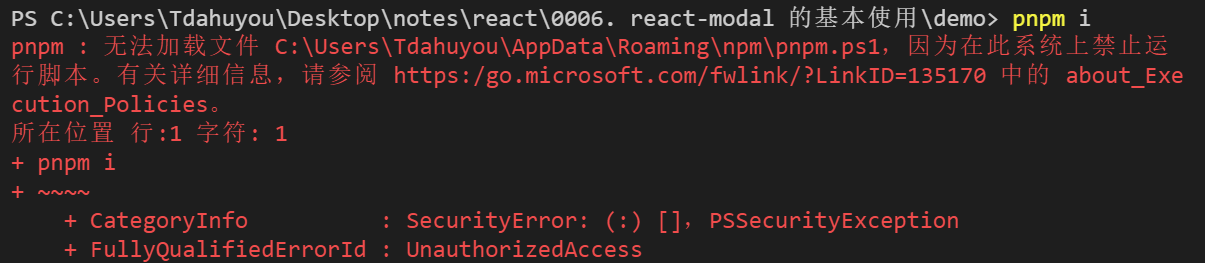 PS C:\Users\Tdahuyou\Desktop\notes\react\0006. react-modal 的基本使用\demo> pnpm i
pnpm : 无法加载文件 C:\Users\Tdahuyou\AppData\Roaming\npm\pnpm.ps1，因为在此系统上禁止运
行脚本。有关详细信息，请参阅 https:/go.microsoft.com/fwlink/?LinkID=135170 中的 about_Exe
cution_Policies。
所在位置 行:1 字符: 1
+ pnpm i
+ ~~~~
    + CategoryInfo          : SecurityError: (:) []，PSSecurityException
    + FullyQualifiedErrorId : UnauthorizedAccess